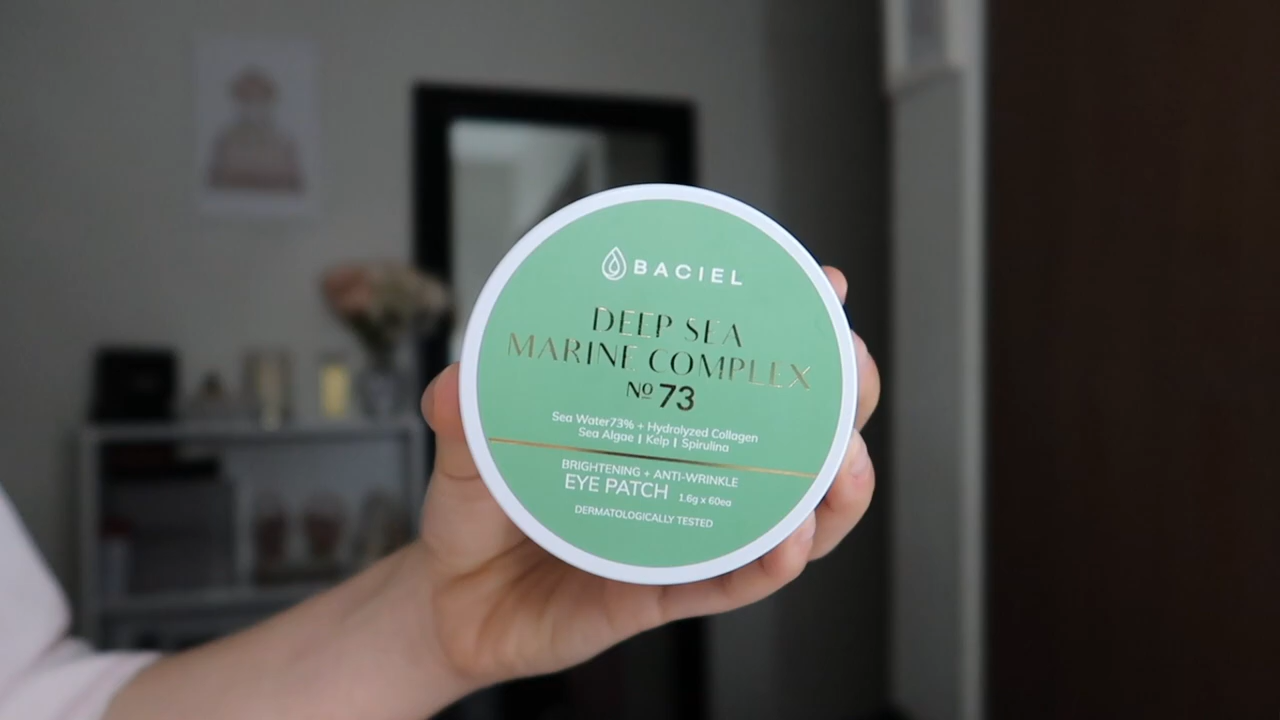 BACIEL
DEEP SEA
MARINE COMPLEX
Nº 73
Sea Water73% + Hydrolyzed Collagen
Sea Algae | Kelp | Spirulina
BRIGHTENING + ANTI-WRINKLE
EYE PATCH 1.6g x 60ea
DERMATOLOGICALLY TESTED